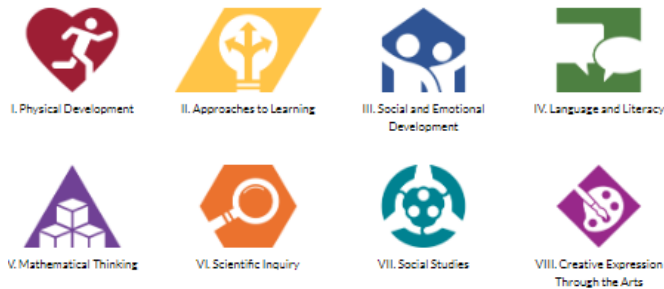 I. Physical Development
II. Approaches to Learning
III. Social and Emotional
Development
IV. Language and Literacy
V. Mathematical Thinking
VI. Scientific Inquiry
VII. Social Studies
VIII. Creative Expression
Through the Arts